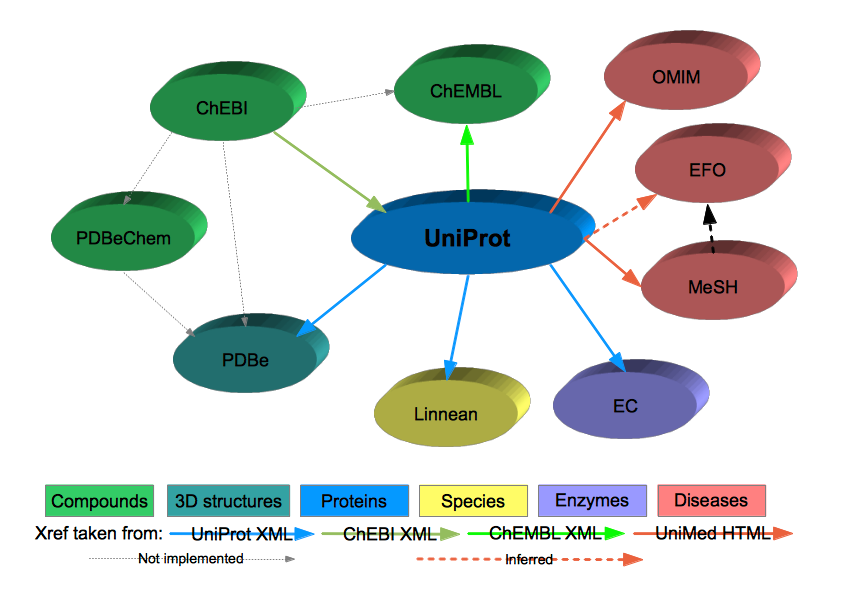 OMIM
ChEMBL
ChEBI
EFO
PDBeChem
UniProt
MeSH
PDBe
Linnean
EC
Compounds
3D structures
Proteins
Species
Enzymes
Diseases
Xref taken from:
UniProt XML
ChEBI XML
ChEMBL XML
UniMed HTML
Not implemented
Inferred